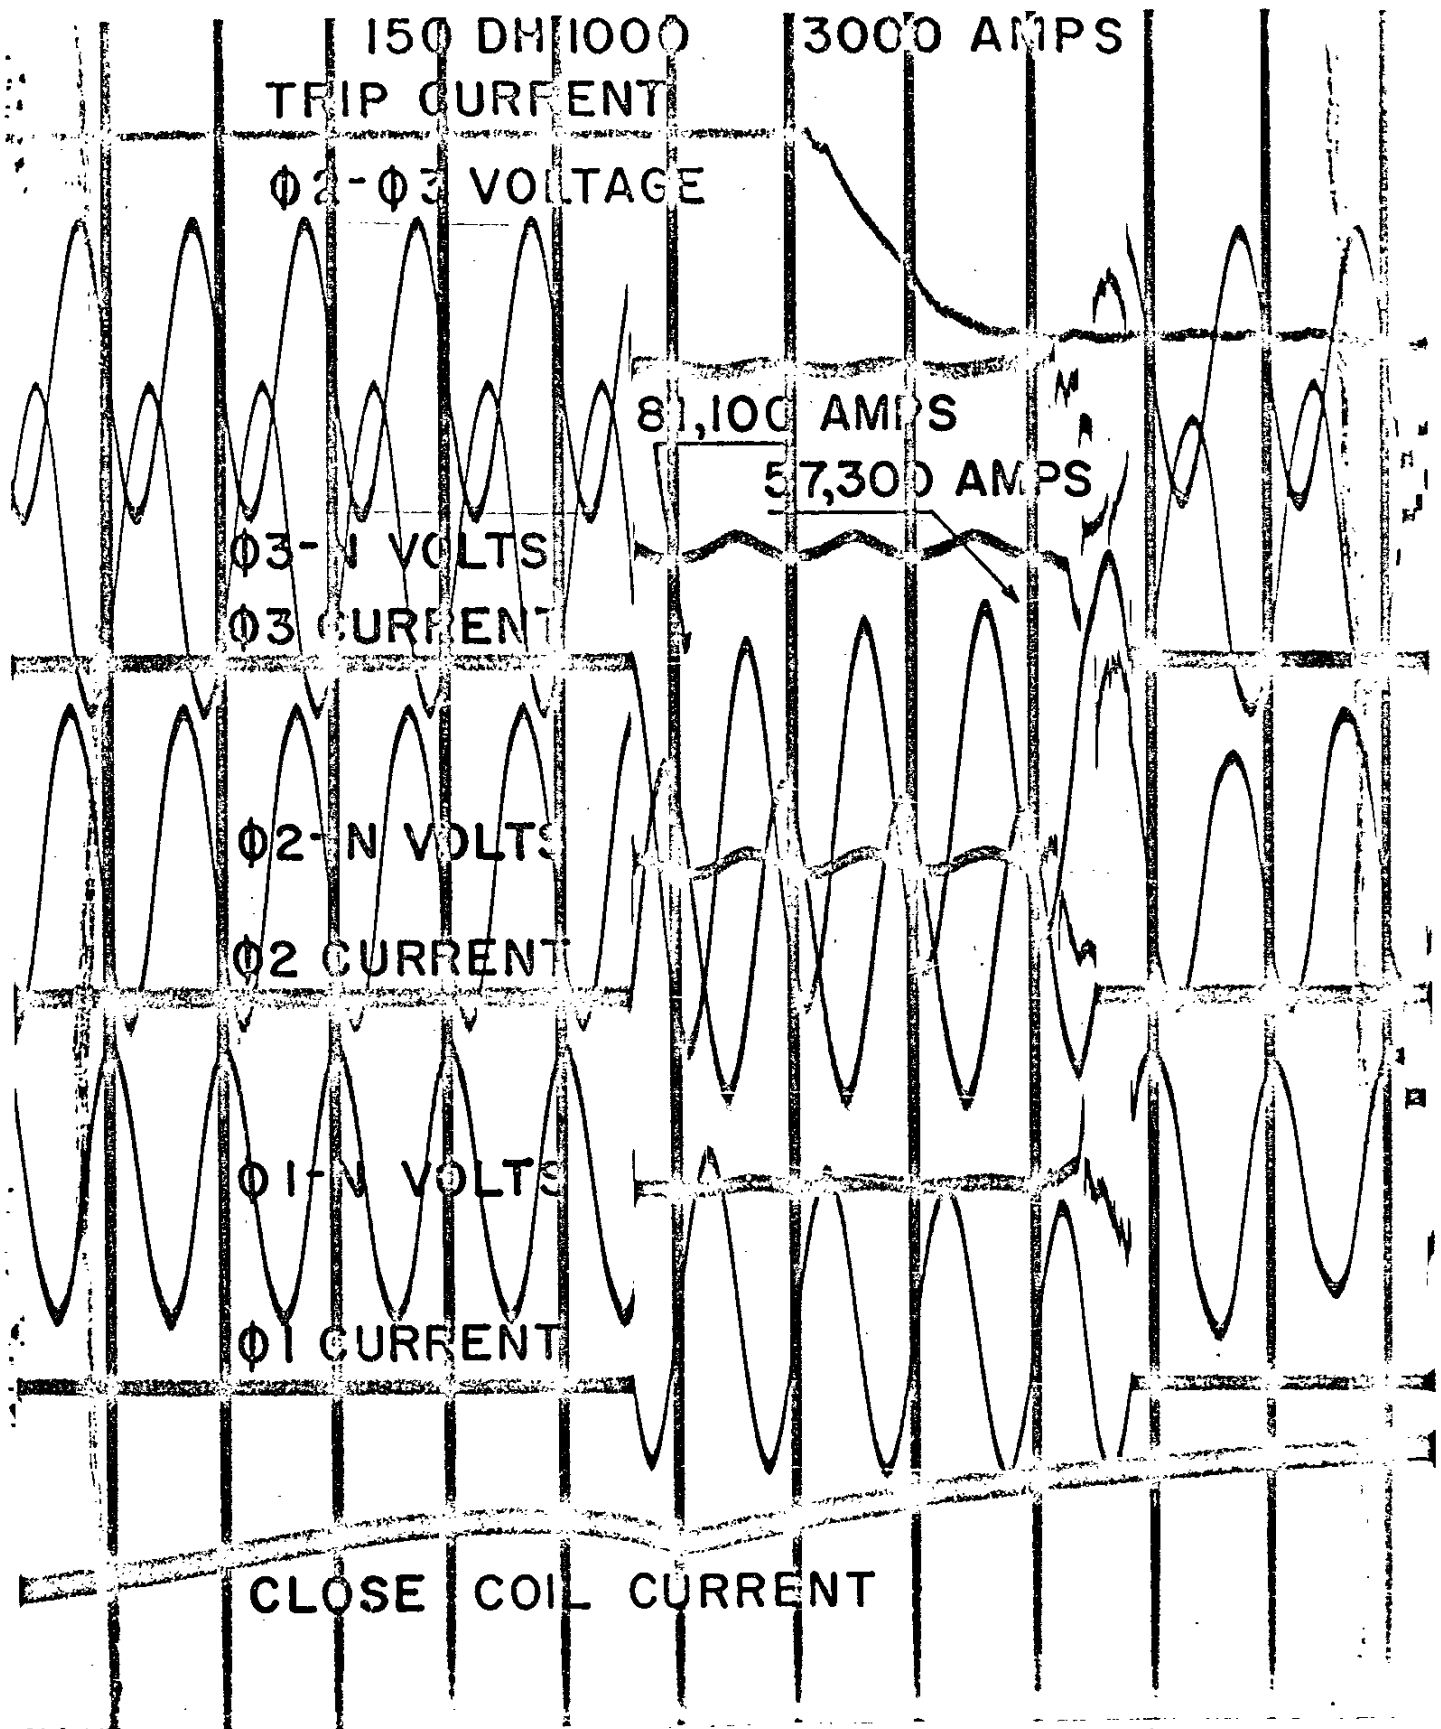 150 DH 1000 3000 AMPS
TRIP CURRENT
Φ2-Φ3 VOLTAGE
81,100 AMPS
57,300 AMPS
Φ3-N VOLTS
Φ3 CURRENT
Φ2-N VOLTS
Φ2 CURRENT
Φ1-N VOLTS
Φ1 CURRENT
CLOSE COIL CURRENT